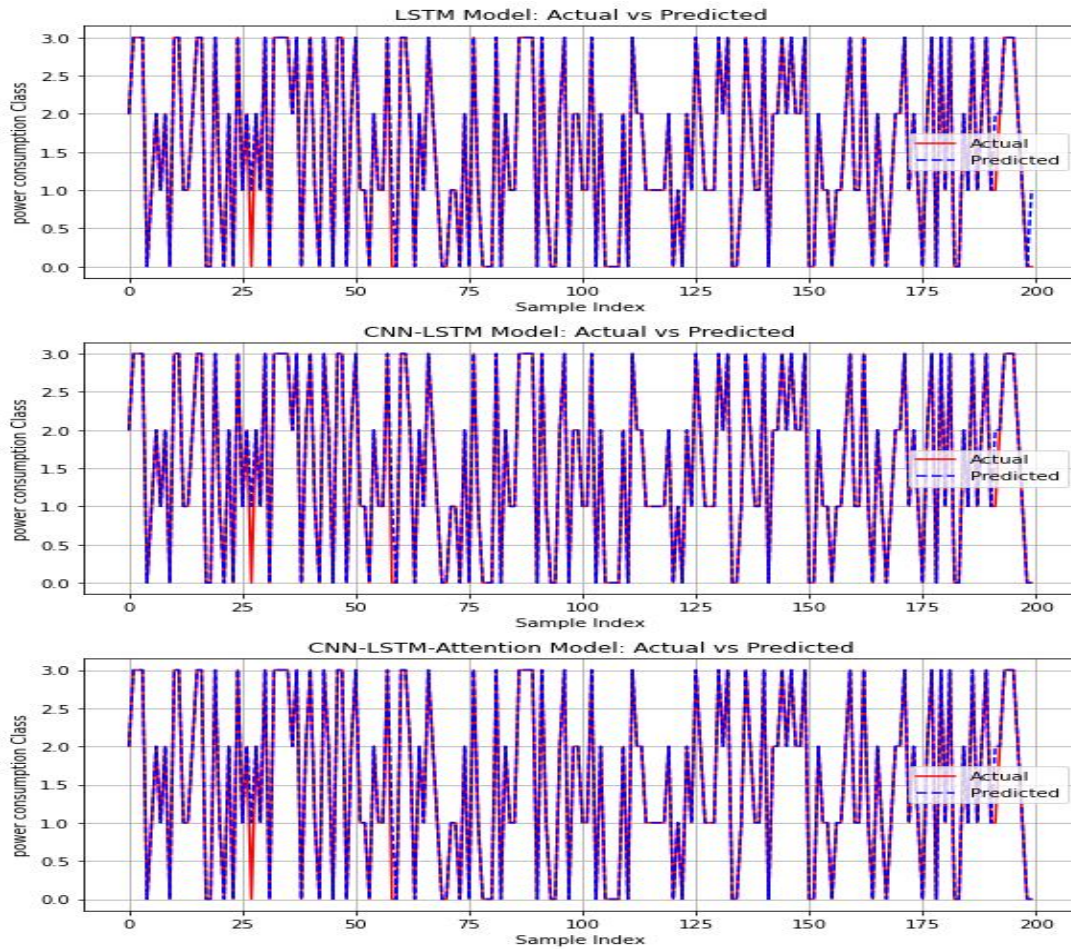 LSTM Model: Actual vs Predicted
3.0
2.5
2.0
1.5
1.0
0.5
0.0
power consumption Class
Actual
Predicted
0 25 50 75 100 125 150 175 200
Sample Index
CNN-LSTM Model: Actual vs Predicted
3.0
2.5
2.0
1.5
1.0
0.5
0.0
power consumption Class
Actual
Predicted
0 25 50 75 100 125 150 175 200
Sample Index
CNN-LSTM-Attention Model: Actual vs Predicted
3.0
2.5
2.0
1.5
1.0
0.5
0.0
power consumption Class
Actual
Predicted
0 25 50 75 100 125 150 175 200
Sample Index